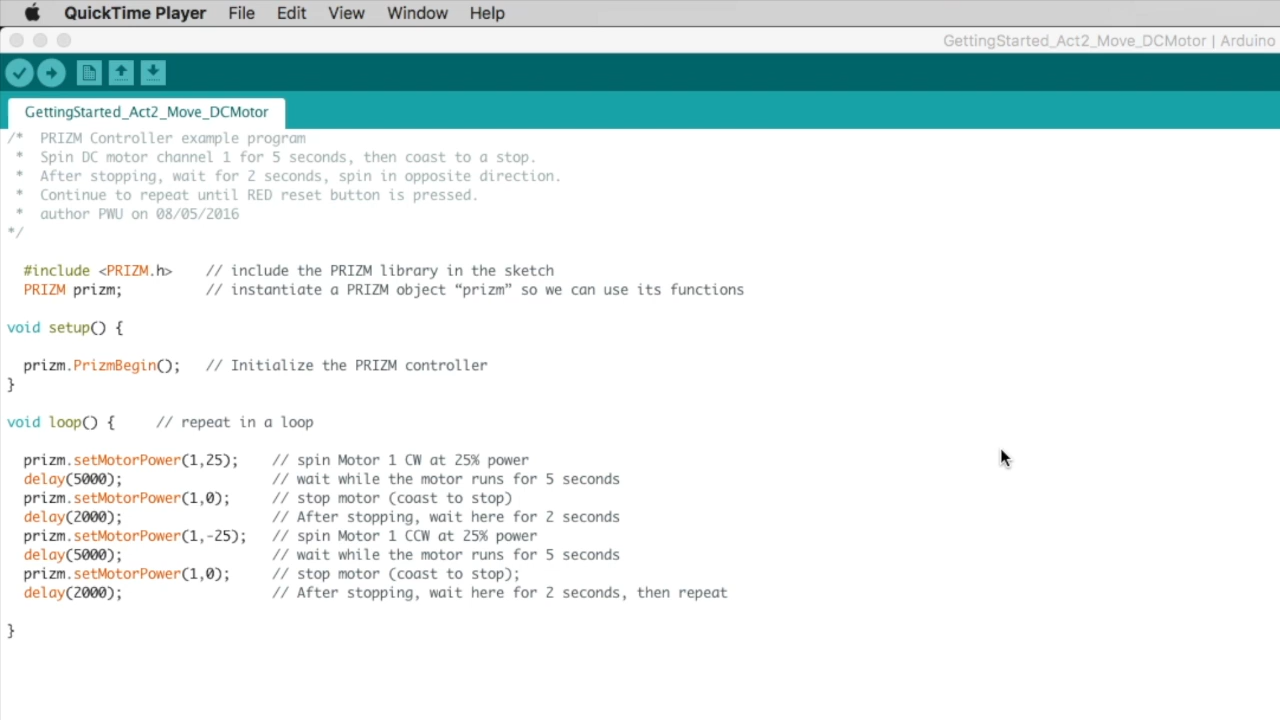 QuickTime Player File Edit View Window Help
GettingStarted_Act2_Move_DCMotor | Arduino
GettingStarted_Act2_Move_DCMotor
/*  PRIZM Controller example program
 *  Spin DC motor channel 1 for 5 seconds, then coast to a stop.
 *  After stopping, wait for 2 seconds, spin in opposite direction.
 *  Continue to repeat until RED reset button is pressed.
 *  author PWU on 08/05/2016
*/
  #include <PRIZM.h>    // include the PRIZM library in the sketch
  PRIZM prizm;          // instantiate a PRIZM object “prizm” so we can use its functions
void setup() {
  prizm.PrizmBegin();   // Initialize the PRIZM controller
}
void loop() {     // repeat in a loop
  prizm.setMotorPower(1,25);    // spin Motor 1 CW at 25% power
  delay(5000);                  // wait while the motor runs for 5 seconds
  prizm.setMotorPower(1,0);     // stop motor (coast to stop)
  delay(2000);                  // After stopping, wait here for 2 seconds
  prizm.setMotorPower(1,-25);   // spin Motor 1 CCW at 25% power
  delay(5000);                  // wait while the motor runs for 5 seconds
  prizm.setMotorPower(1,0);     // stop motor (coast to stop);
  delay(2000);                  // After stopping, wait here for 2 seconds, then repeat
}